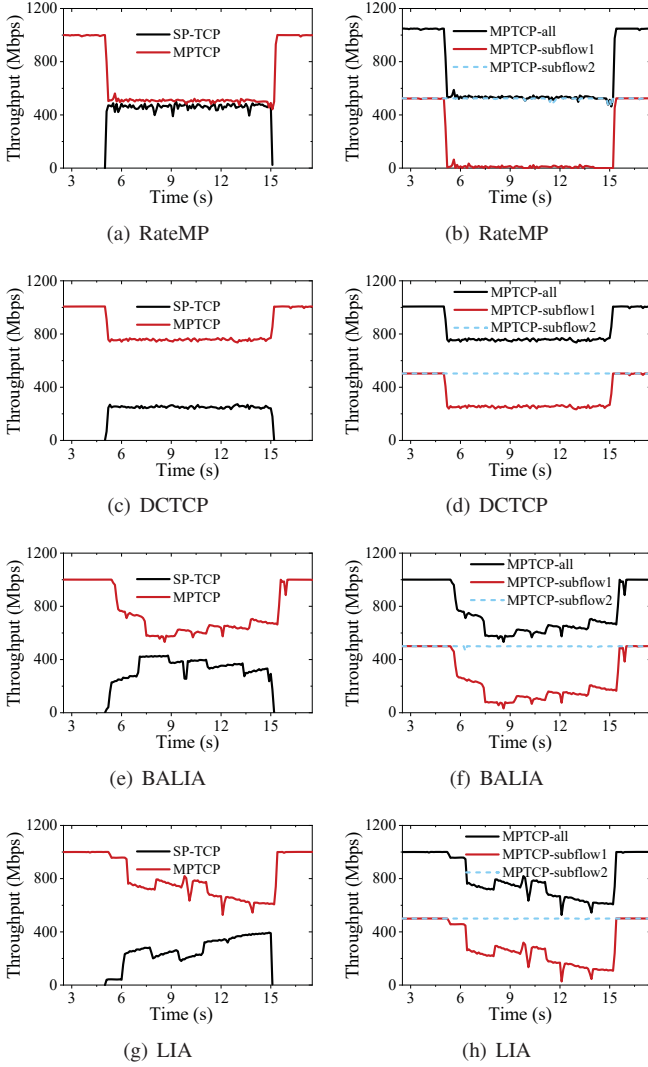 1200
SP-TCP
MPTCP
800
400
0
Throughput (Mbps)
3 6 9 12 15
Time (s)
(a) RateMP
MPTCP-all
MPTCP-subflow1
MPTCP-subflow2
1000
800
400
0
Throughput (Mbps)
3 6 9 12 15
Time (s)
(b) RateMP
1200
SP-TCP
MPTCP
800
400
0
Throughput (Mbps)
3 6 9 12 15
Time (s)
(c) DCTCP
1200
MPTCP-all
MPTCP-subflow1
MPTCP-subflow2
800
400
0
Throughput (Mbps)
3 6 9 12 15
Time (s)
(d) DCTCP
1200
SP-TCP
MPTCP
800
400
0
Throughput (Mbps)
3 6 9 12 15
Time (s)
(e) BALIA
1200
MPTCP-all
MPTCP-subflow1
MPTCP-subflow2
800
400
0
Throughput (Mbps)
3 6 9 12 15
Time (s)
(f) BALIA
1200
SP-TCP
MPTCP
800
400
0
Throughput (Mbps)
3 6 9 12 15
Time (s)
(g) LIA
1200
MPTCP-all
MPTCP-subflow1
MPTCP-subflow2
800
400
0
Throughput (Mbps)
3 6 9 12 15
Time (s)
(h) LIA